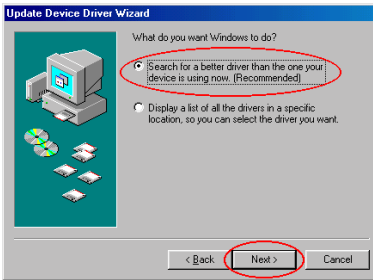 Update Device Driver Wizard
What do you want Windows to do?
Search for a better driver than the one your
device is using now. (Recommended)
Display a list of all the drivers in a specific
location, so you can select the driver you want.
< Back Next > Cancel